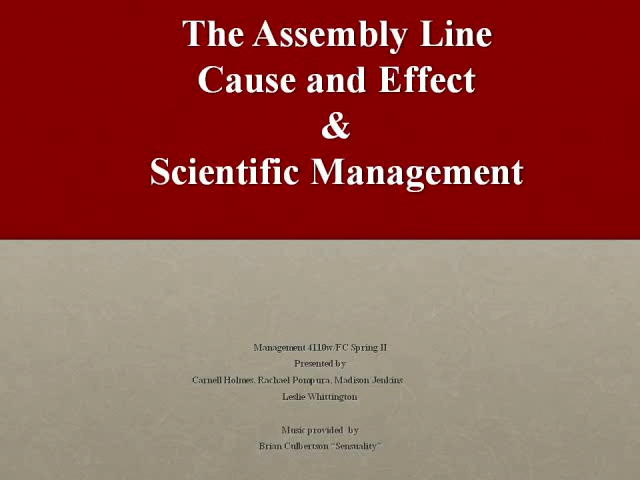 The Assembly Line
Cause and Effect
&
Scientific Management
Management 4110w/FC Spring II
Presented by
Carnell Holmes, Rachael Pompura, Madison Jenkins
Leslie Whittington
Music provided by
Brian Culbertson “Sensuality”